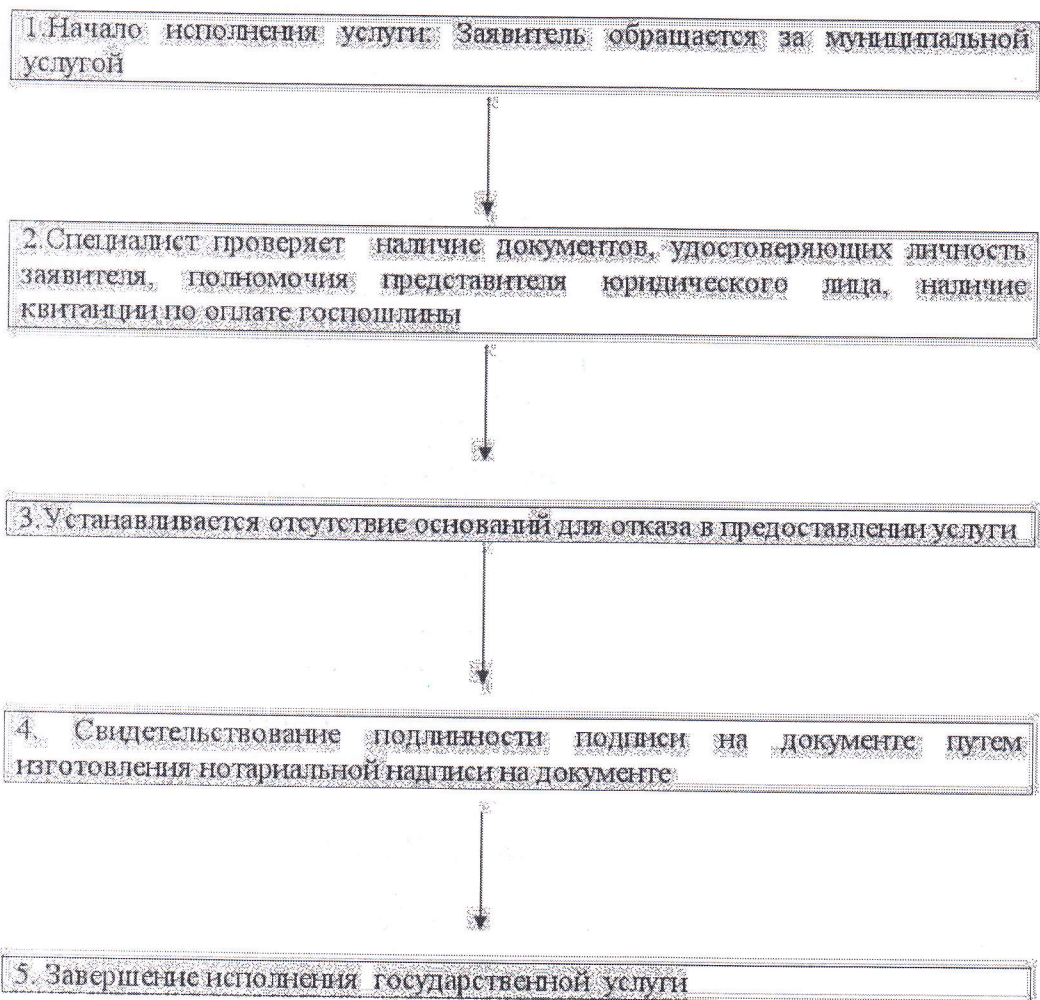 1.Начало исполнения услуги: Заявитель обращается за муниципальной
услугой
2.Специалист проверяет наличие документов, удостоверяющих личность
заявителя, полномочия представителя юридического лица, наличие
квитанции по оплате госпошлины
3.Устанавливается отсутствие оснований для отказа в предоставлении услуги
4. Свидетельствование подлинности подписи на документе путем
изготовления нотариальной надписи на документе
5. Завершение исполнения государственной услуги